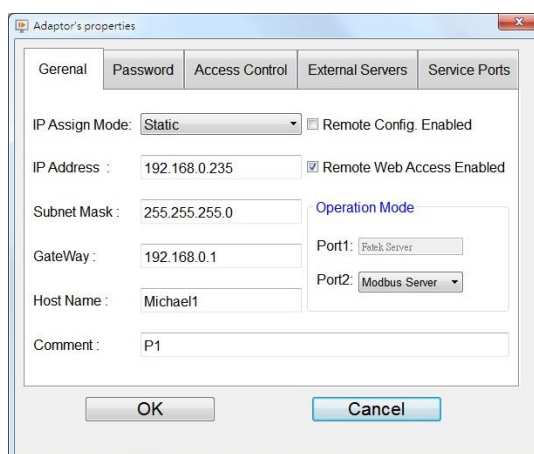 Adaptor's properties
Gerenal Password Access Control External Servers Service Ports
IP Assign Mode: Static Remote Config. Enabled
IP Address : 192.168.0.235 Remote Web Access Enabled
Subnet Mask : 255.255.255.0 Operation Mode
Port1: Fatek Server
GateWay : 192.168.0.1
Port2: Modbus Server
Host Name : Michael1
Comment : P1
OK Cancel